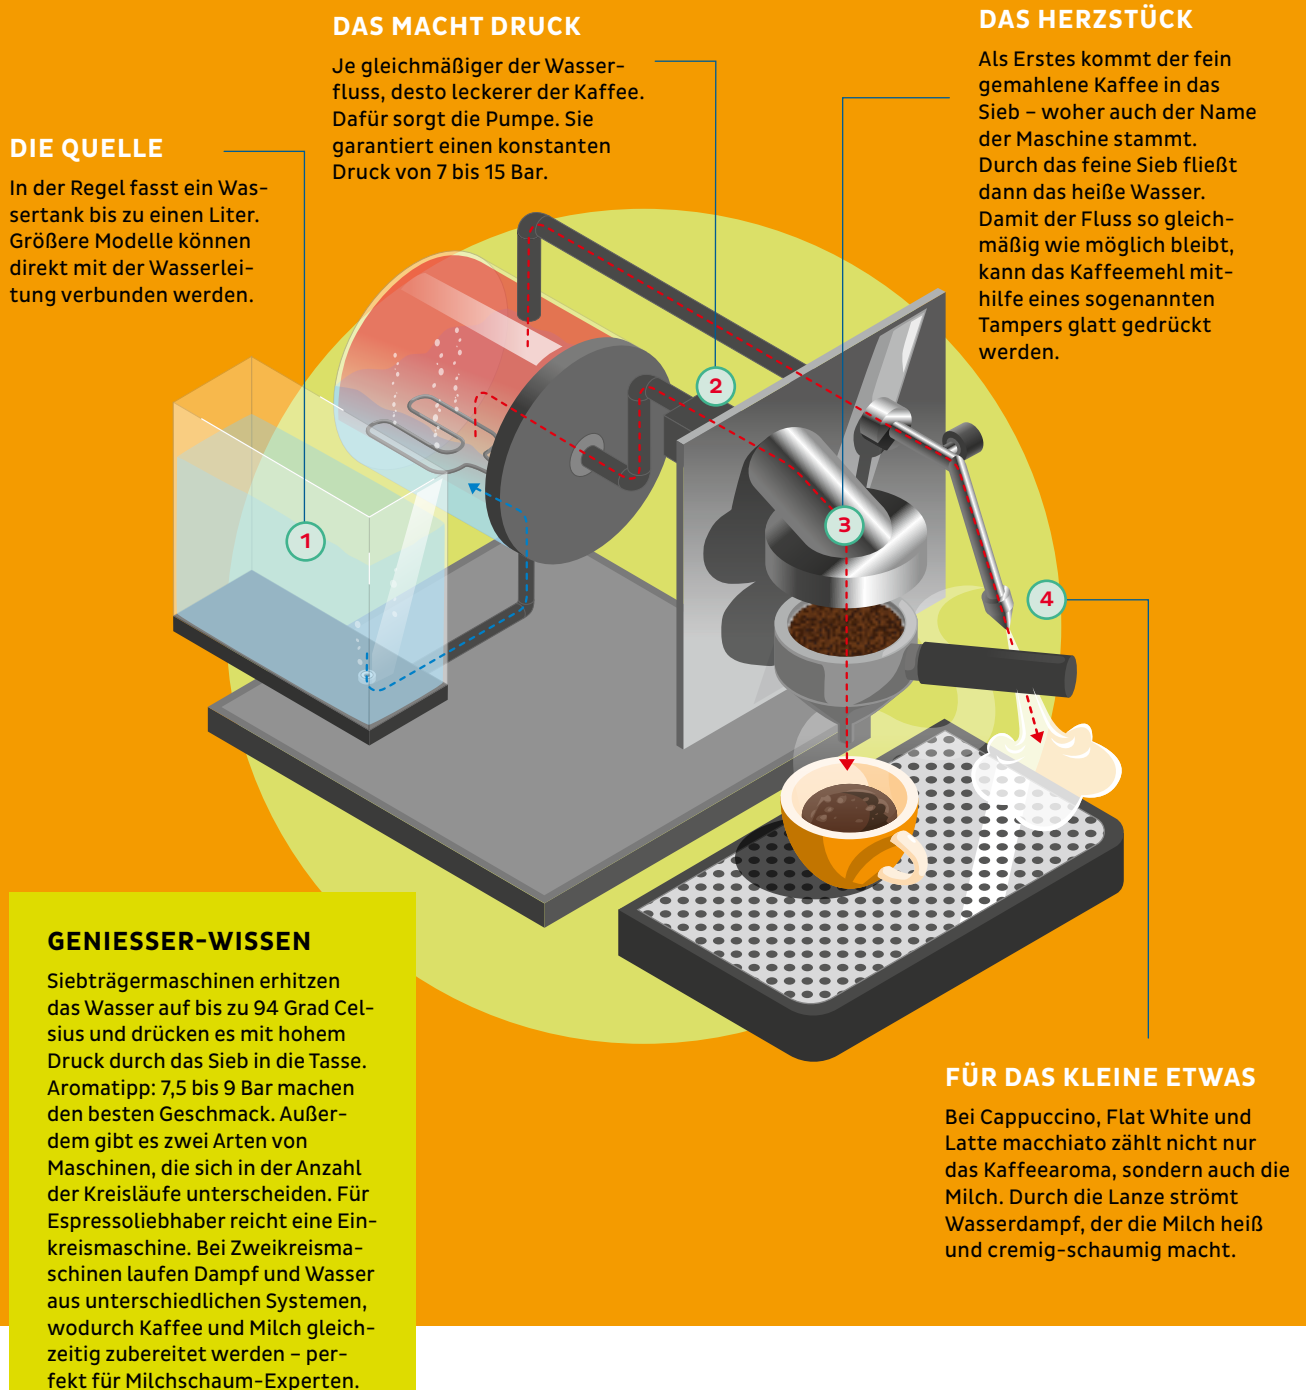 DAS MACHT DRUCK
Je gleichmäßiger der Wasser-
fluss, desto leckerer der Kaffee.
Dafür sorgt die Pumpe. Sie
garantiert einen konstanten
Druck von 7 bis 15 Bar.
DAS HERZSTÜCK
Als Erstes kommt der fein
gemahlene Kaffee in das
Sieb – woher auch der Name
der Maschine stammt.
Durch das feine Sieb fließt
dann das heiße Wasser.
Damit der Fluss so gleich-
mäßig wie möglich bleibt,
kann das Kaffeemehl mit-
hilfe eines sogenannten
Tampers glatt gedrückt
werden.
DIE QUELLE
In der Regel fasst ein Was-
sertank bis zu einen Liter.
Größere Modelle können
direkt mit der Wasserlei-
tung verbunden werden.
2
3
1
4
GENIESSER-WISSEN
Siebträgermaschinen erhitzen
das Wasser auf bis zu 94 Grad Cel-
sius und drücken es mit hohem
Druck durch das Sieb in die Tasse.
Aromatipp: 7,5 bis 9 Bar machen
den besten Geschmack. Außer-
dem gibt es zwei Arten von
Maschinen, die sich in der Anzahl
der Kreisläufe unterscheiden. Für
Espressoliebhaber reicht eine Ein-
kreismaschine. Bei Zweikreisma-
schinen laufen Dampf und Wasser
aus unterschiedlichen Systemen,
wodurch Kaffee und Milch gleich-
zeitig zubereitet werden – per-
fekt für Milchschaum-Experten.
FÜR DAS KLEINE ETWAS
Bei Cappuccino, Flat White und
Latte macchiato zählt nicht nur
das Kaffeearoma, sondern auch die
Milch. Durch die Lanze strömt
Wasserdampf, der die Milch heiß
und cremig-schaumig macht.